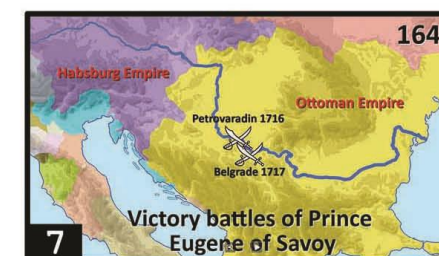 164
Habsburg Empire
Ottoman Empire
Petrovaradin 1716
Belgrade 1717
Victory battles of Prince
Eugene of Savoy
7